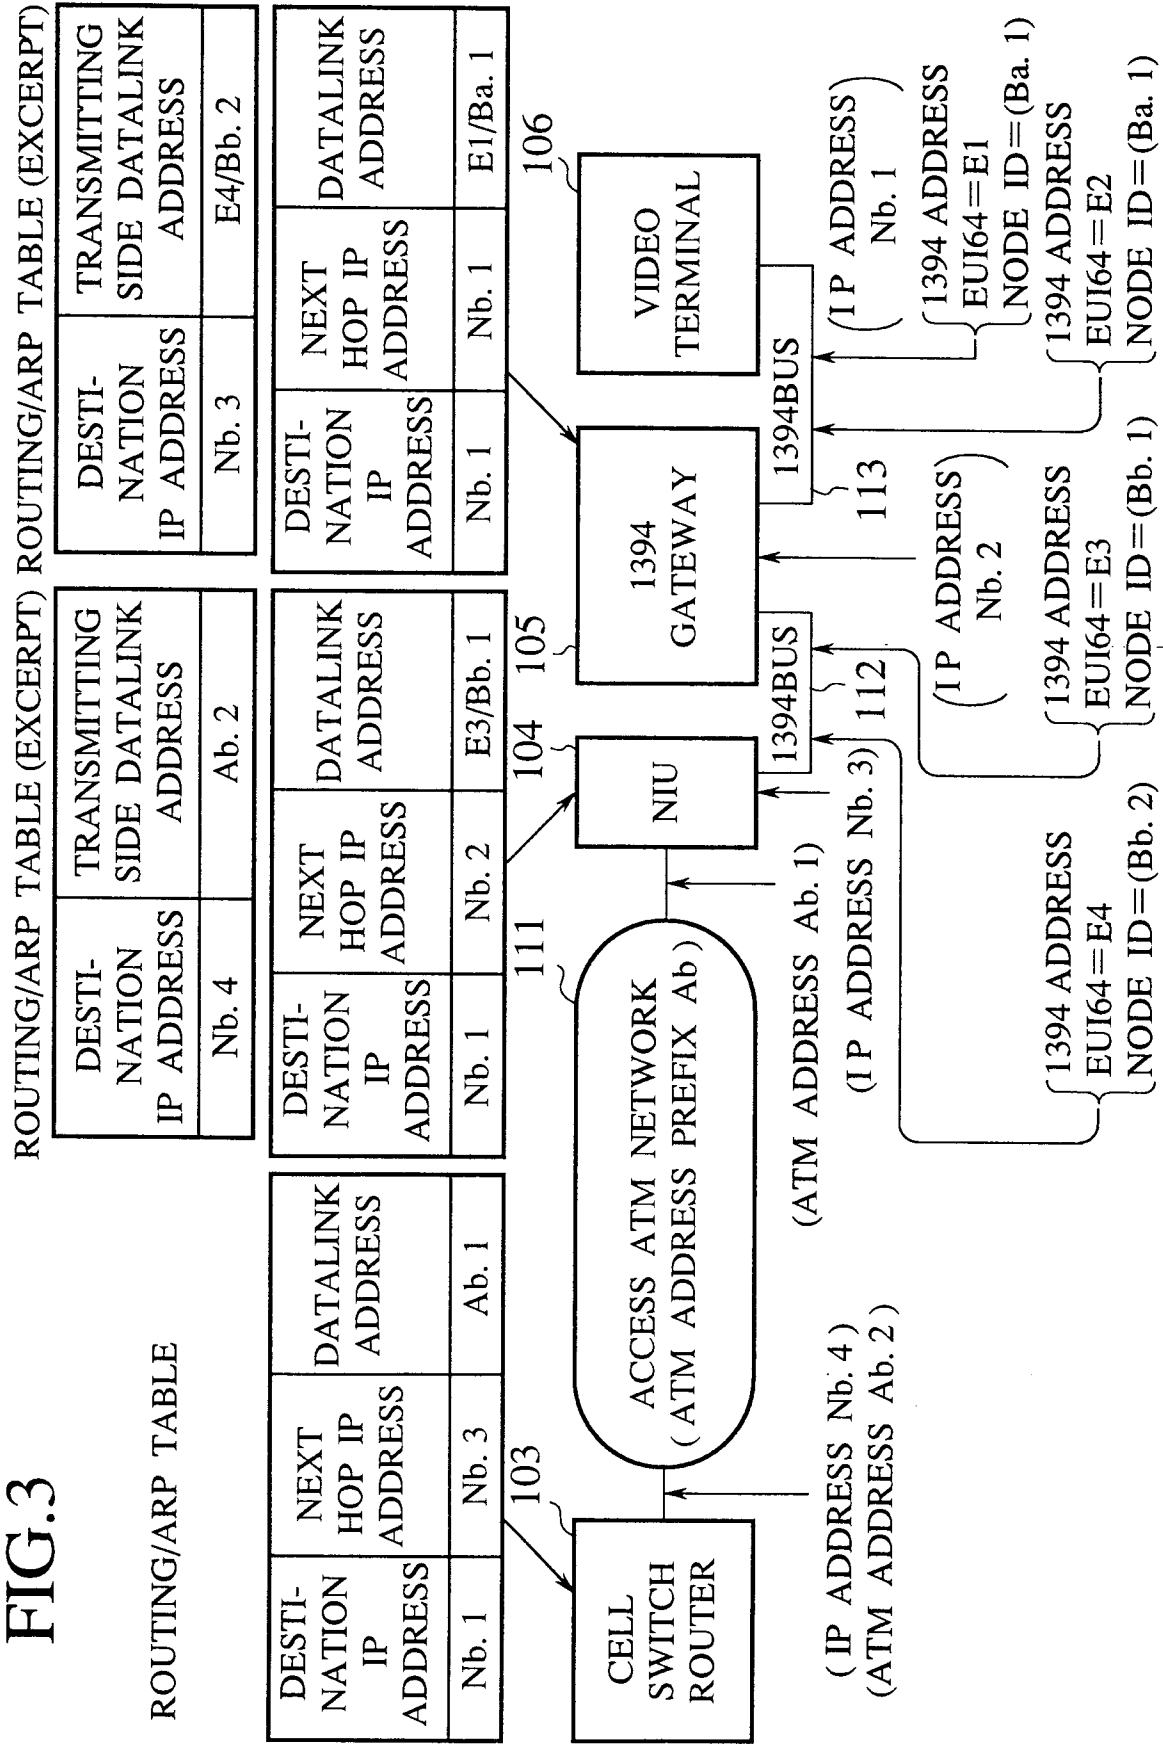 FIG.3
ROUTING/ARP TABLE
DESTI-
NATION
IP
ADDRESS
NEXT
HOP IP
ADDRESS
DATALINK
ADDRESS
Nb. 1
Nb. 3
Ab. 1
ROUTING/ARP TABLE (EXCERPT)
DESTI-
NATION
IP ADDRESS
TRANSMITTING
SIDE DATALINK
ADDRESS
Nb. 4
Ab. 2
DESTI-
NATION
IP
ADDRESS
NEXT
HOP IP
ADDRESS
DATALINK
ADDRESS
Nb. 1
Nb. 2
E3/Bb. 1
ROUTING/ARP TABLE (EXCERPT)
DESTI-
NATION
IP ADDRESS
TRANSMITTING
SIDE DATALINK
ADDRESS
Nb. 3
E4/Bb. 2
DESTI-
NATION
IP
ADDRESS
NEXT
HOP IP
ADDRESS
DATALINK
ADDRESS
Nb. 1
Nb. 1
E1/Ba. 1
103
CELL
SWITCH
ROUTER
111
ACCESS ATM NETWORK
(ATM ADDRESS PREFIX Ab)
104
NIU
105
1394
GATEWAY
106
VIDEO
TERMINAL
1394BUS
112
1394BUS
113
(IP ADDRESS Nb. 4)
(ATM ADDRESS Ab. 2)
(ATM ADDRESS Ab. 1)
(IP ADDRESS Nb. 3)
(IP ADDRESS
Nb. 2)
(IP ADDRESS
Nb. 1)
1394 ADDRESS
EUI64=E4
NODE ID=(Bb. 2)
1394 ADDRESS
EUI64=E3
NODE ID=(Bb. 1)
1394 ADDRESS
EUI64=E1
NODE ID=(Ba. 1)
1394 ADDRESS
EUI64=E2
NODE ID=(Ba. 1)